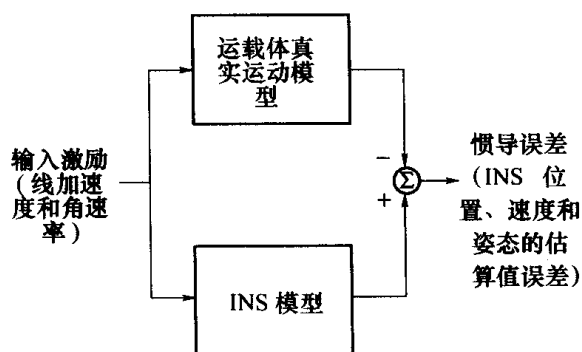 运载体真
实运动模
型
输入激励
(线加速
度和角速
率)
−
Σ
+
惯导误差
(INS 位
置、速度和
姿态的估
算值误差)
INS 模型